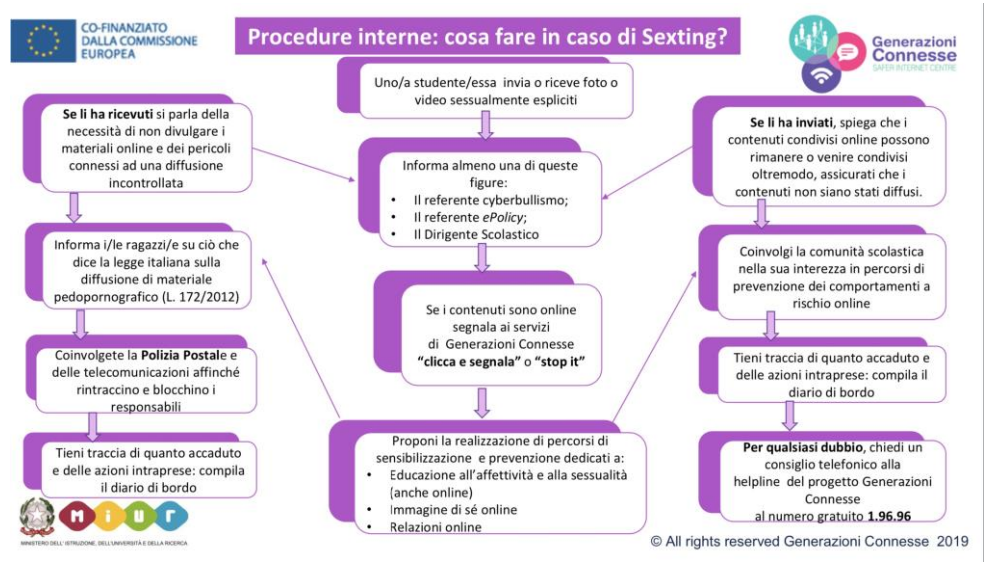 CO-FINANZIATO
DALLA COMMISSIONE
EUROPEA
Procedure interne: cosa fare in caso di Sexting?
Generazioni
Connesse
SAFER INTERNET CENTRE
Uno/a studente/essa invia o riceve foto o
video sessualmente espliciti
Se li ha ricevuti si parla della
necessità di non divulgare i
materiali online e dei pericoli
connessi ad una diffusione
incontrollata
Informa i/le ragazzi/e su ciò che
dice la legge italiana sulla
diffusione di materiale
pedopornografico (L. 172/2012)
Coinvolgete la Polizia Postale e
delle telecomunicazioni affinché
rintraccino e blocchino i
responsabili
Tieni traccia di quanto accaduto
e delle azioni intraprese: compila
il diario di bordo
Informa almeno una di queste
figure:
• Il referente cyberbullismo;
• Il referente ePolicy;
• Il Dirigente Scolastico
Se i contenuti sono online
segnala ai servizi
di Generazioni Connesse
“clicca e segnala” o “stop it”
Proponi la realizzazione di percorsi di
sensibilizzazione e prevenzione dedicati a:
• Educazione all’affettività e alla sessualità
(anche online)
• Immagine di sé online
• Relazioni online
Se li ha inviati, spiega che i
contenuti condivisi online possono
rimanere o venire condivisi
oltremodo, assicurati che i
contenuti non siano stati diffusi.
Coinvolgi la comunità scolastica
nella sua interezza in percorsi di
prevenzione dei comportamenti a
rischio online
Tieni traccia di quanto accaduto e
delle azioni intraprese: compila il
diario di bordo
Per qualsiasi dubbio, chiedi un
consiglio telefonico alla
helpline del progetto Generazioni
Connesse
al numero gratuito 1.96.96
miur
MINISTERO DELL’ ISTRUZIONE, DELL’UNIVERSITÀ E DELLA RICERCA
© All rights reserved Generazioni Connesse 2019